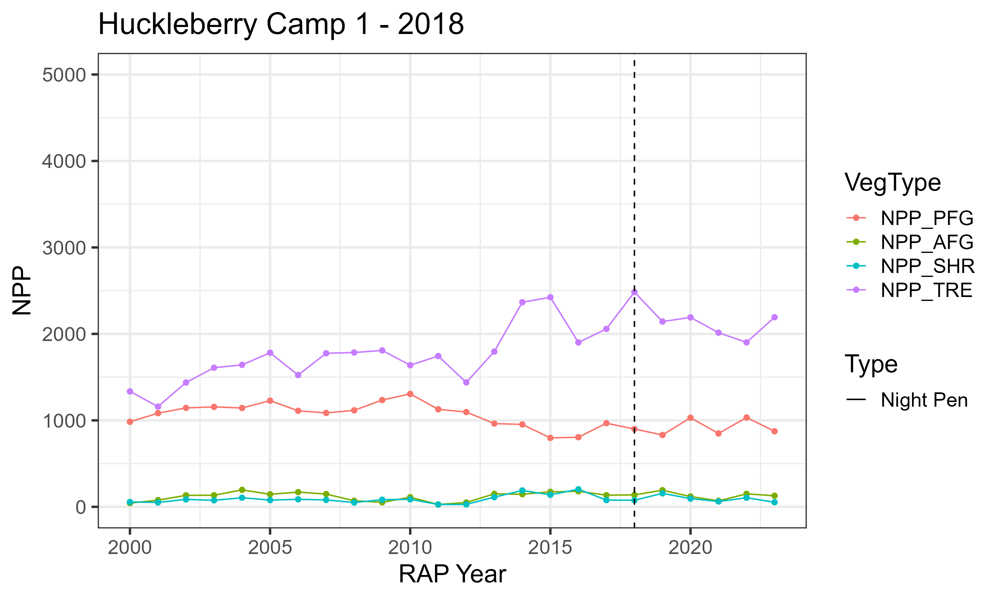 Huckleberry Camp 1 - 2018
5000
4000
3000
2000
1000
0
NPP
2000
2005
2010
2015
2020
RAP Year
VegType
NPP_PFG
NPP_AFG
NPP_SHR
NPP_TRE
Type
Night Pen